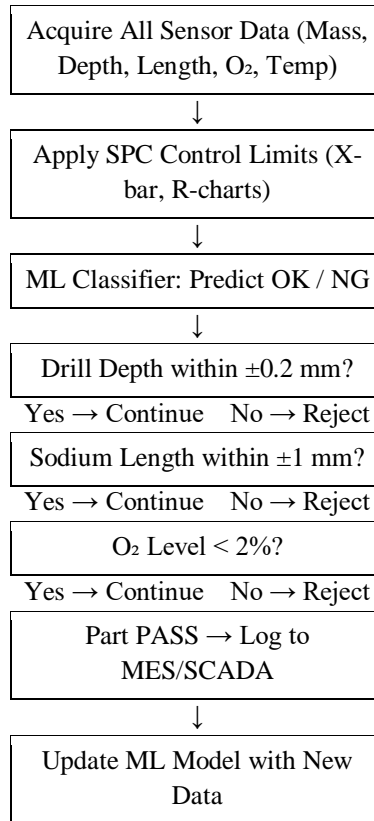 Acquire All Sensor Data (Mass,
Depth, Length, O₂, Temp)
↓
Apply SPC Control Limits (X-
bar, R-charts)
↓
ML Classifier: Predict OK / NG
↓
Drill Depth within ±0.2 mm?
Yes → Continue No → Reject
Sodium Length within ±1 mm?
Yes → Continue No → Reject
O₂ Level < 2%?
Yes → Continue No → Reject
Part PASS → Log to
MES/SCADA
↓
Update ML Model with New
Data